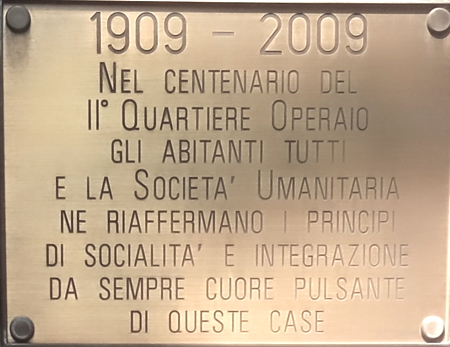 1909 - 2009
NEL CENTENARIO DEL
II° QUARTIERE OPERAIO
GLI ABITANTI TUTTI
E LA SOCIETA' UMANITARIA
NE RIAFFERMANO I PRINCIPI
DI SOCIALITA' E INTEGRAZIONE
DA SEMPRE CUORE PULSANTE
DI QUESTE CASE